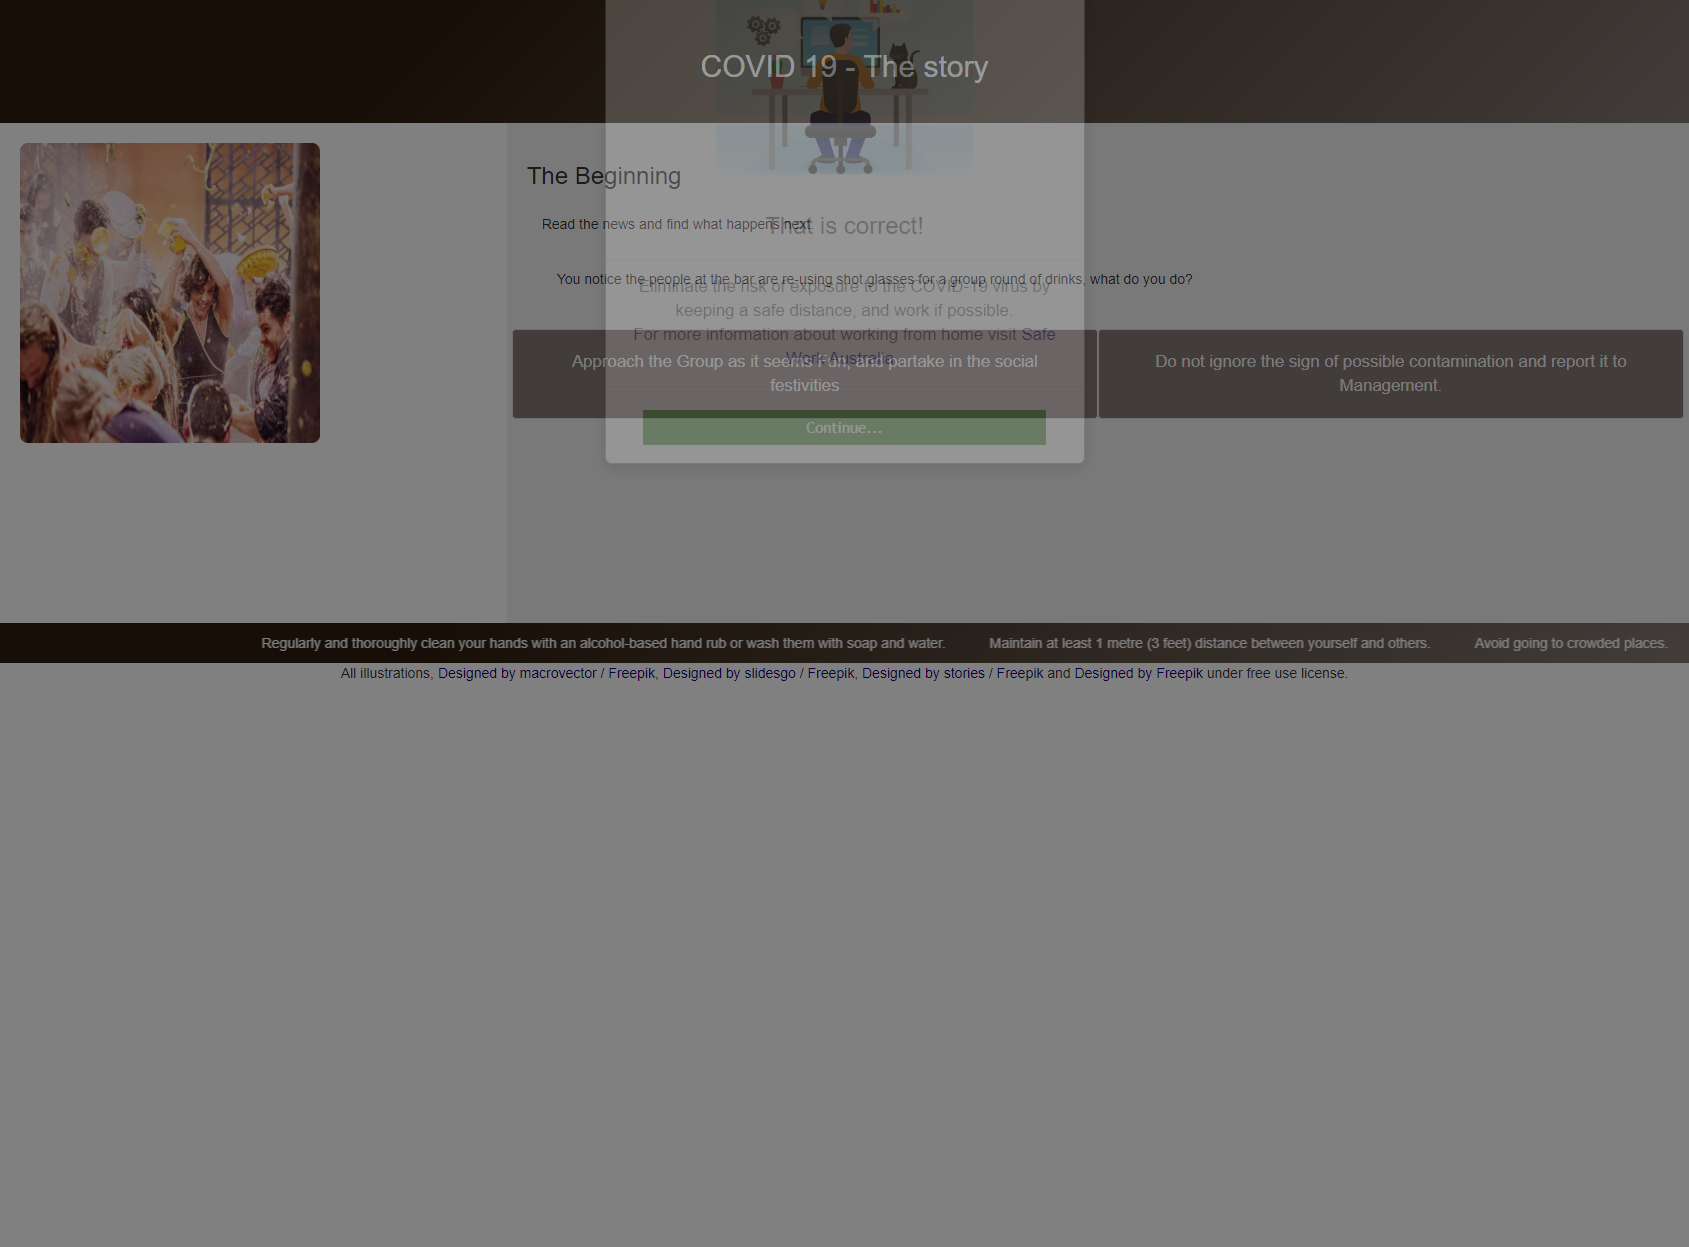 COVID 19 - The story
The Beginning
Read the news and find what happens next
That is correct!
You notice the people at the bar are re-using shot glasses for a group round of drinks, what do you do?
Eliminate the risk of exposure to the COVID-19 virus by
keeping a safe distance, and work if possible.
For more information about working from home visit Safe
Work Australia
Approach the Group as it seems Fun, and partake in the social
festivities
Do not ignore the sign of possible contamination and report it to
Management.
Continue...
Regularly and thoroughly clean your hands with an alcohol-based hand rub or wash them with soap and water. Maintain at least 1 metre (3 feet) distance between yourself and others. Avoid going to crowded places.
All illustrations, Designed by macrovector / Freepik, Designed by slidesgo / Freepik, Designed by stories / Freepik and Designed by Freepik under free use license.